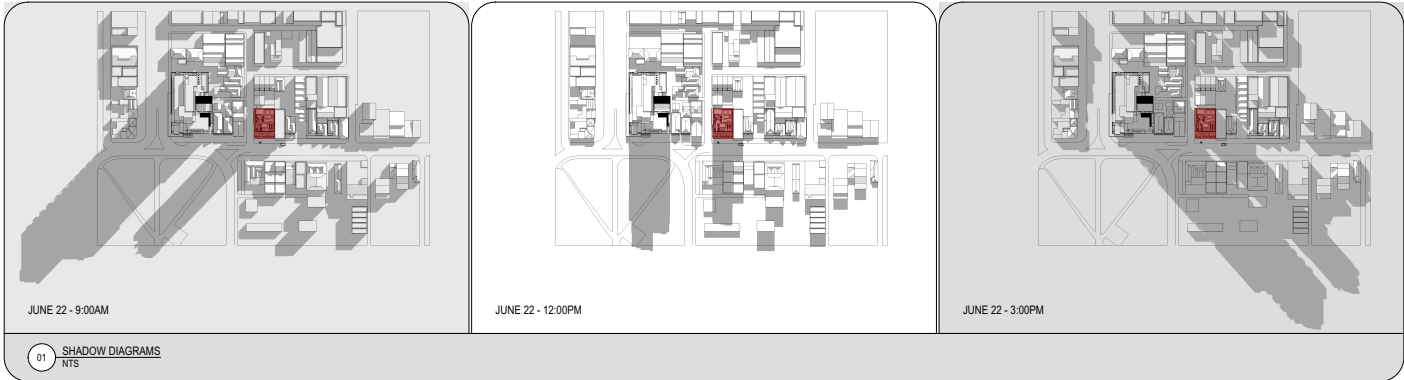 JUNE 22 - 9:00AM
JUNE 22 - 12:00PM
JUNE 22 - 3:00PM
01
SHADOW DIAGRAMS
NTS